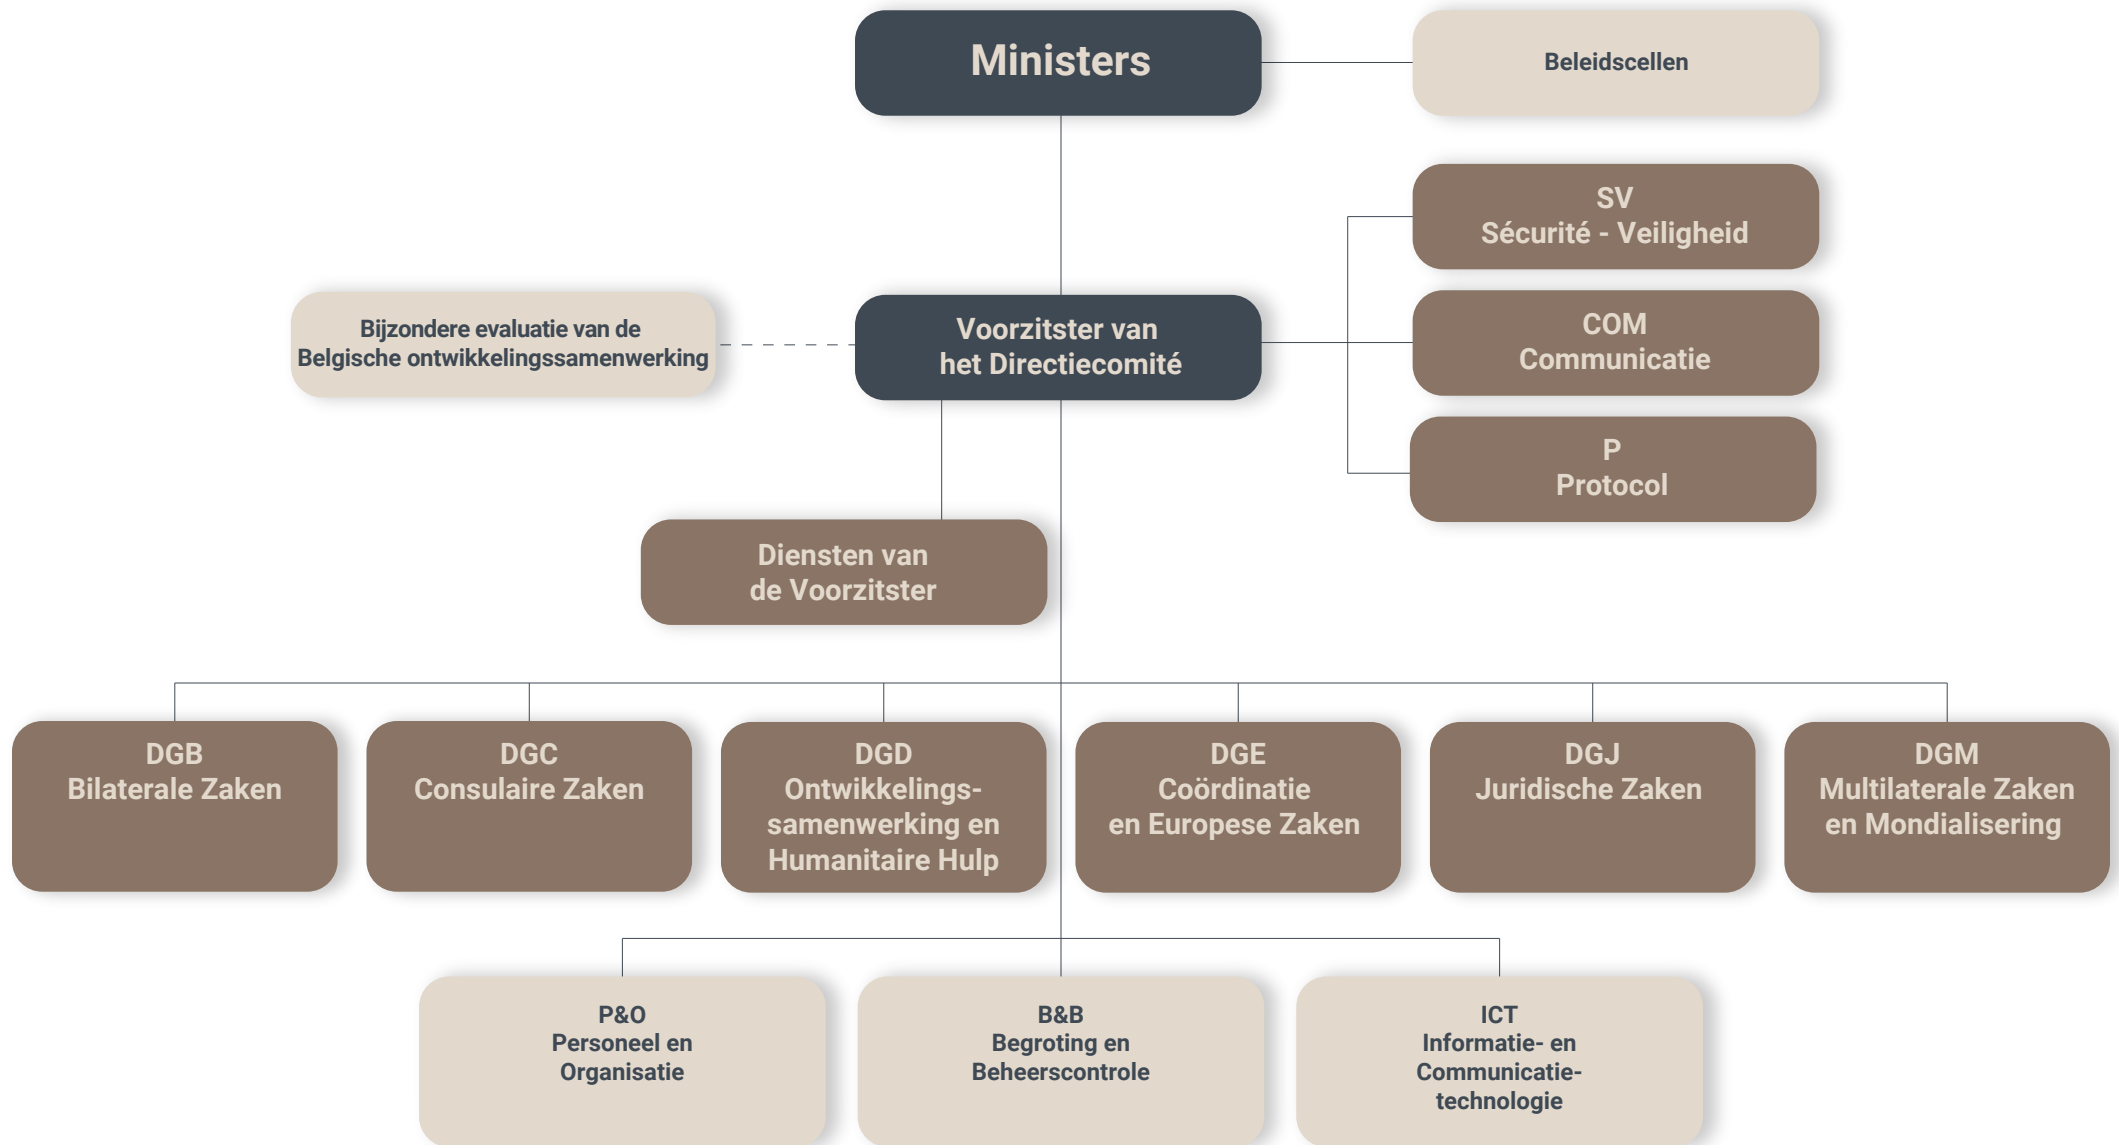 Ministers
Beleidscellen
SV
Sécurité - Veiligheid
Bijzondere evaluatie van de
Belgische ontwikkelingssamenwerking
Voorzitster van
het Directiecomité
COM
Communicatie
P
Protocol
Diensten van
de Voorzitster
DGB
Bilaterale Zaken
DGC
Consulaire Zaken
DGD
Ontwikkelings-
samenwerking en
Humanitaire Hulp
DGE
Coördinatie
en Europese Zaken
DGJ
Juridische Zaken
DGM
Multilaterale Zaken
en Mondialisering
P&O
Personeel en
Organisatie
B&B
Begroting en
Beheerscontrole
ICT
Informatie- en
Communicatie-
technologie